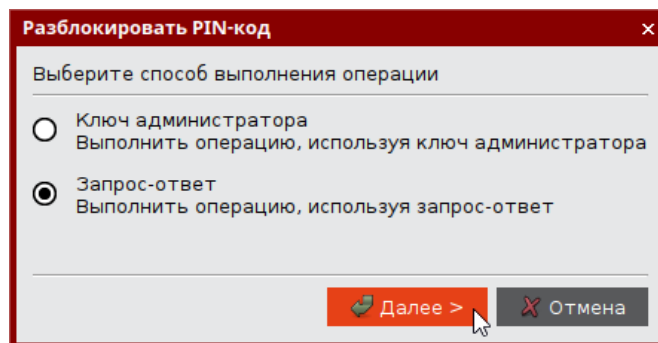 Разблокировать PIN-код
Выберите способ выполнения операции
Ключ администратора
Выполнить операцию, используя ключ администратора
Запрос-ответ
Выполнить операцию, используя запрос-ответ
Далее >
Отмена